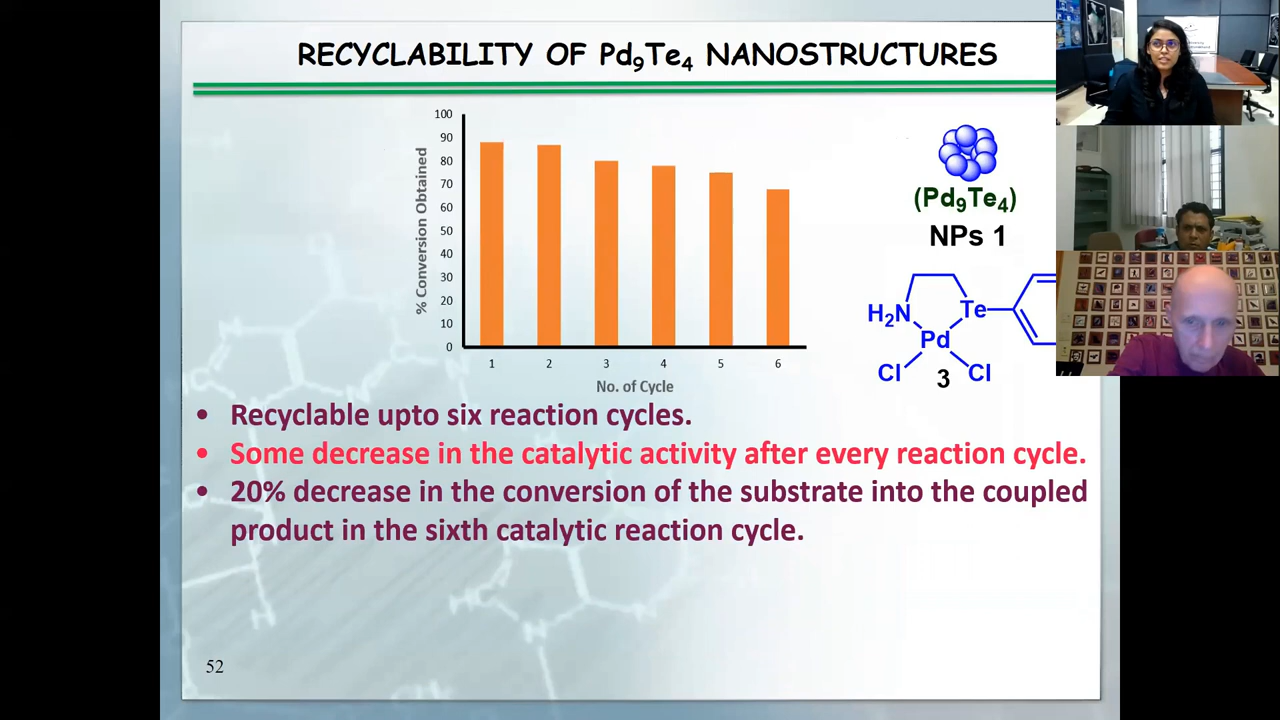 RECYCLABILITY OF Pd₉Te₄ NANOSTRUCTURES
100
90
80
70
60
50
40
30
20
10
0
% Conversion Obtained
1 2 3 4 5 6
No. of Cycle
(Pd₉Te₄)
NPs 1
H₂N
Te
Pd
Cl
3
Cl
• Recyclable upto six reaction cycles.
• Some decrease in the catalytic activity after every reaction cycle.
• 20% decrease in the conversion of the substrate into the coupled
product in the sixth catalytic reaction cycle.
52